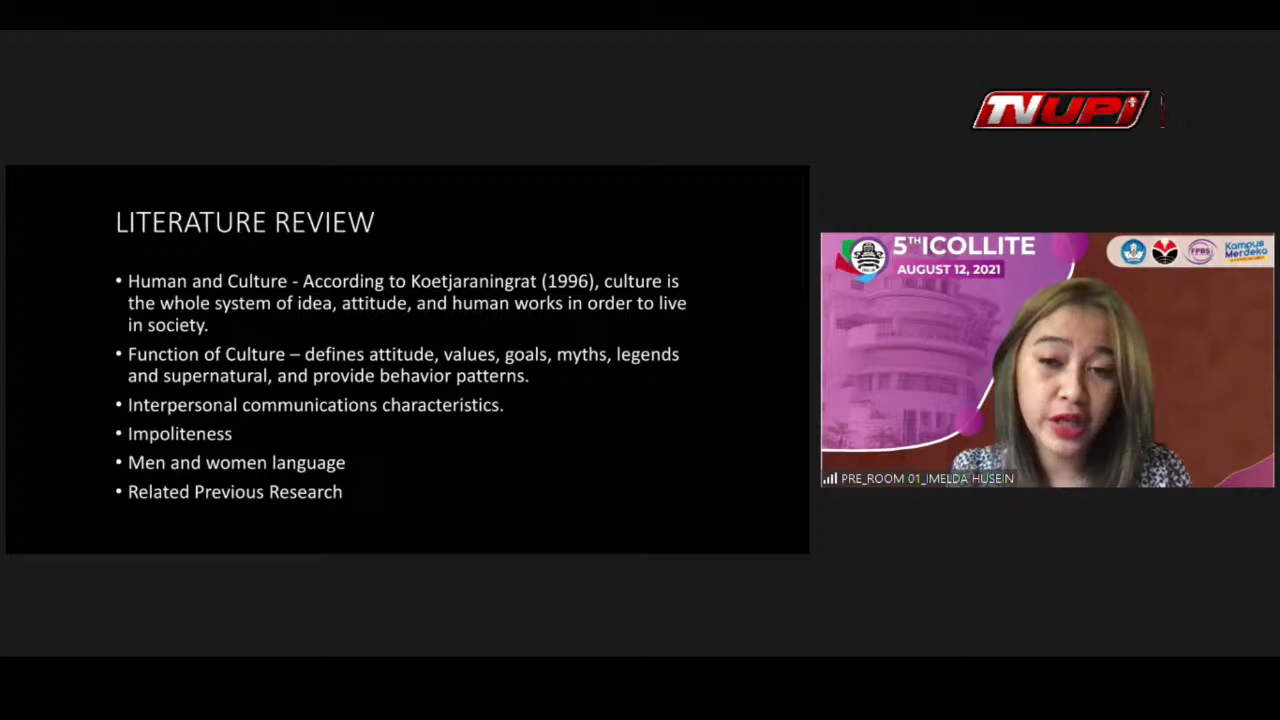 TVUPI
LITERATURE REVIEW
• Human and Culture - According to Koetjaraningrat (1996), culture is
the whole system of idea, attitude, and human works in order to live
in society.
• Function of Culture – defines attitude, values, goals, myths, legends
and supernatural, and provide behavior patterns.
• Interpersonal communications characteristics.
• Impoliteness
• Men and women language
• Related Previous Research
5TH ICOLLITE
AUGUST 12, 2021
FPBS
Kampus
Merdeka
PRE_ROOM 01_IMELDA HUSEIN